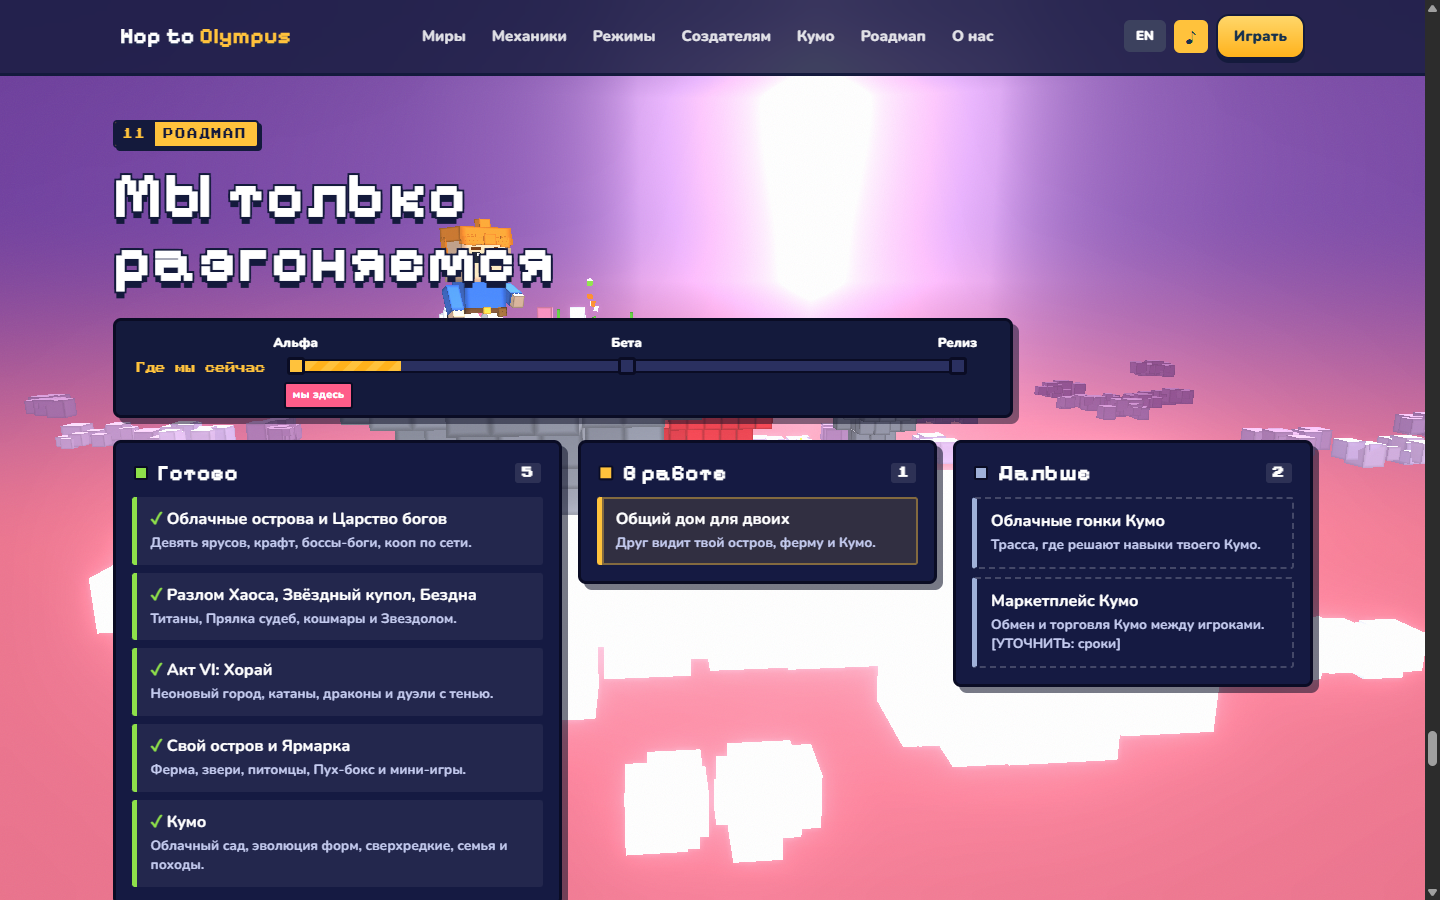 Hop to Olympus
Миры Механики Режимы Создателям Кумо Роадмап О нас
EN
Играть
11 РОАДМАП
Мы только
разгоняемся
Альфа Бета Релиз
Где мы сейчас
мы здесь
Готово 5
✓ Облачные острова и Царство богов
Девять ярусов, крафт, боссы-боги, кооп по сети.
✓ Разлом Хаоса, Звёздный купол, Бездна
Титаны, Прялка судеб, кошмары и Звездолом.
✓ Акт VI: Хорай
Неоновый город, катаны, драконы и дуэли с тенью.
✓ Свой остров и Ярмарка
Ферма, звери, питомцы, Пух-бокс и мини-игры.
✓ Кумо
Облачный сад, эволюция форм, сверхредкие, семья и
походы.
В работе 1
Общий дом для двоих
Друг видит твой остров, ферму и Кумо.
Дальше 2
Облачные гонки Кумо
Трасса, где решают навыки твоего Кумо.
Маркетплейс Кумо
Обмен и торговля Кумо между игроками.
[УТОЧНИТЬ: сроки]